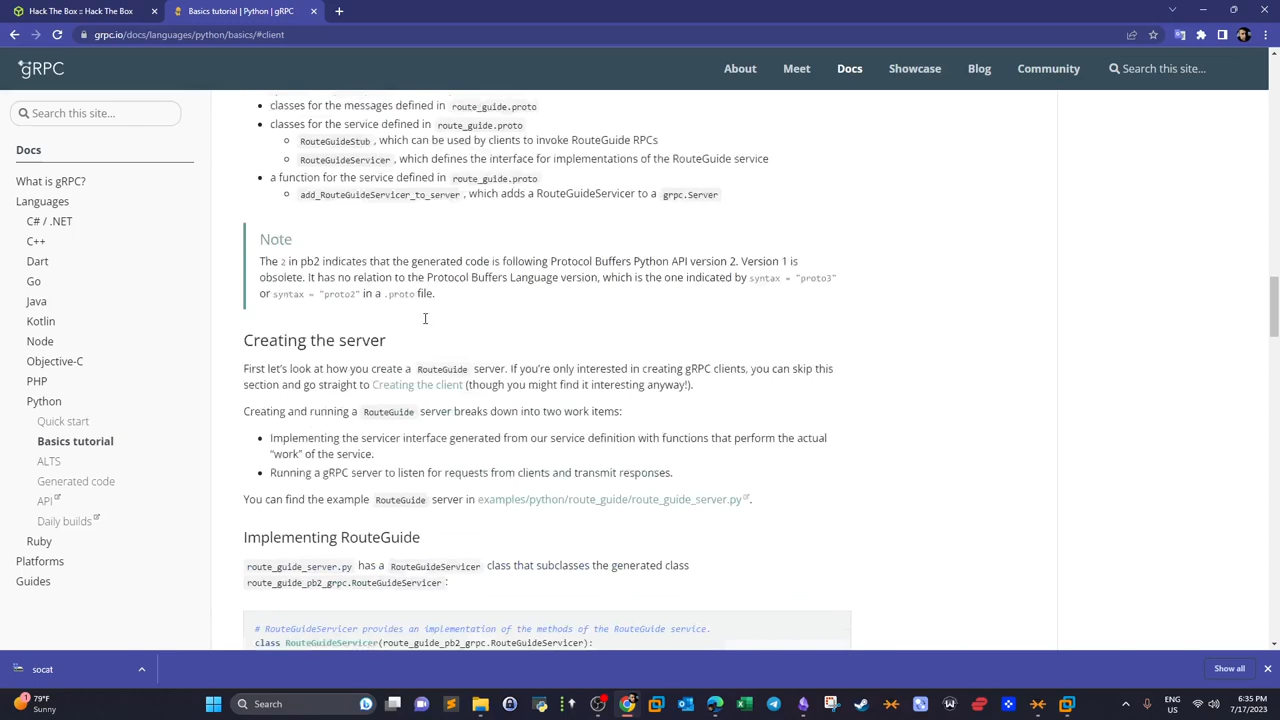 Hack The Box :: Hack The Box
Basics tutorial | Python | gRPC
grpc.io/docs/languages/python/basics/#client
gRPC
About
Meet
Docs
Showcase
Blog
Community
Search this site...
Search this site...
Docs
What is gRPC?
Languages
C# / .NET
C++
Dart
Go
Java
Kotlin
Node
Objective-C
PHP
Python
Quick start
Basics tutorial
ALTS
Generated code
API
Daily builds
Ruby
Platforms
Guides
classes for the messages defined in route_guide.proto
classes for the service defined in route_guide.proto
RouteGuideStub, which can be used by clients to invoke RouteGuide RPCs
RouteGuideServicer, which defines the interface for implementations of the RouteGuide service
a function for the service defined in route_guide.proto
add_RouteGuideServicer_to_server, which adds a RouteGuideServicer to a grpc.Server
Note
The 2 in pb2 indicates that the generated code is following Protocol Buffers Python API version 2. Version 1 is
obsolete. It has no relation to the Protocol Buffers Language version, which is the one indicated by syntax = "proto3"
or syntax = "proto2" in a .proto file.
Creating the server
First let's look at how you create a RouteGuide server. If you're only interested in creating gRPC clients, you can skip this
section and go straight to Creating the client (though you might find it interesting anyway!).
Creating and running a RouteGuide server breaks down into two work items:
Implementing the servicer interface generated from our service definition with functions that perform the actual
“work” of the service.
Running a gRPC server to listen for requests from clients and transmit responses.
You can find the example RouteGuide server in examples/python/route_guide/route_guide_server.py.
Implementing RouteGuide
route_guide_server.py has a RouteGuideServicer class that subclasses the generated class
route_guide_pb2_grpc.RouteGuideServicer:
# RouteGuideServicer provides an implementation of the methods of the RouteGuide service.
class RouteGuideServicer(route_guide_pb2_grpc.RouteGuideServicer):
socat
Show all
79°F
Sunny
Search
ENG
US
6:35 PM
7/17/2023